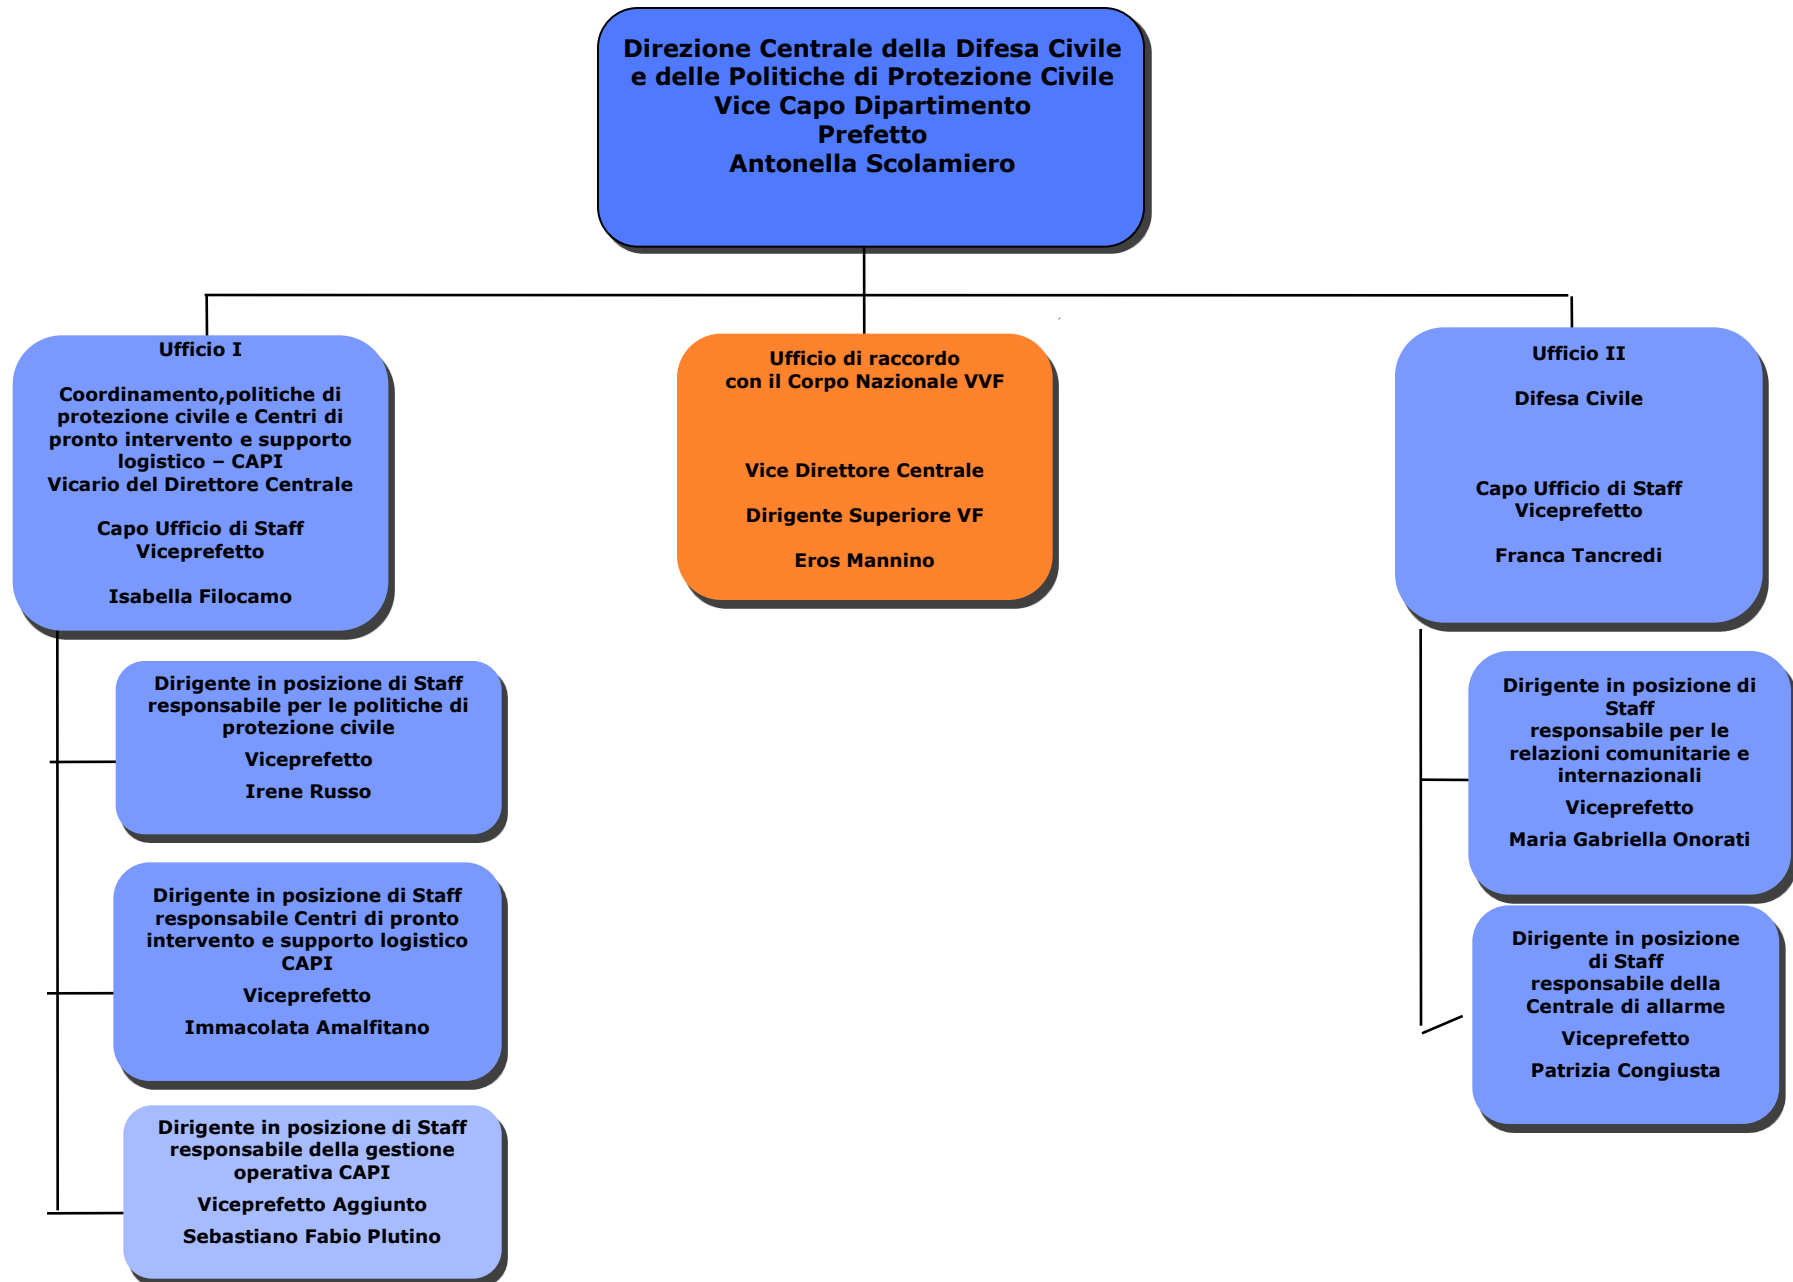 Direzione Centrale della Difesa Civile
e delle Politiche di Protezione Civile
Vice Capo Dipartimento
Prefetto
Antonella Scolamiero
Ufficio I
Coordinamento,politiche di
protezione civile e Centri di
pronto intervento e supporto
logistico – CAPI
Vicario del Direttore Centrale
Capo Ufficio di Staff
Viceprefetto
Isabella Filocamo
Ufficio di raccordo
con il Corpo Nazionale VVF
Vice Direttore Centrale
Dirigente Superiore VF
Eros Mannino
Ufficio II
Difesa Civile
Capo Ufficio di Staff
Viceprefetto
Franca Tancredi
Dirigente in posizione di Staff
responsabile per le politiche di
protezione civile
Viceprefetto
Irene Russo
Dirigente in posizione di Staff
responsabile Centri di pronto
intervento e supporto logistico
CAPI
Viceprefetto
Immacolata Amalfitano
Dirigente in posizione di Staff
responsabile della gestione
operativa CAPI
Viceprefetto Aggiunto
Sebastiano Fabio Plutino
Dirigente in posizione di
Staff
responsabile per le
relazioni comunitarie e
internazionali
Viceprefetto
Maria Gabriella Onorati
Dirigente in posizione
di Staff
responsabile della
Centrale di allarme
Viceprefetto
Patrizia Congiusta